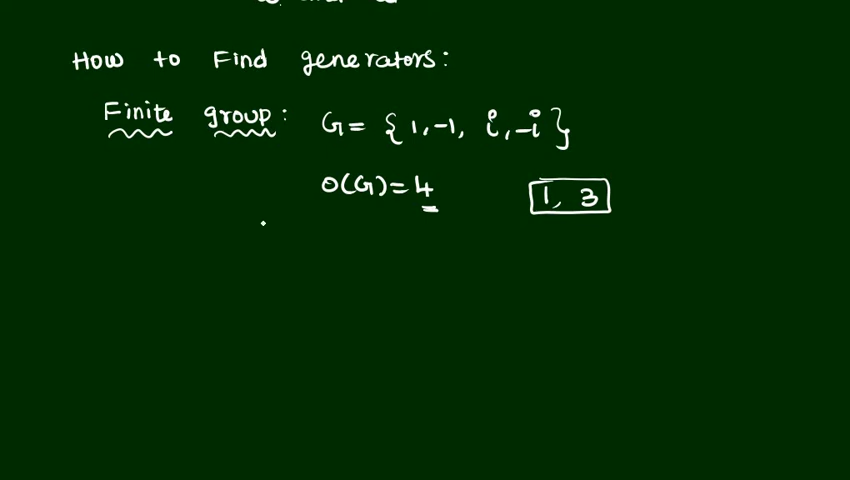 How to Find generators:
Finite group: G = {1, -1, i, -i}
O(G) = 4
1, 3